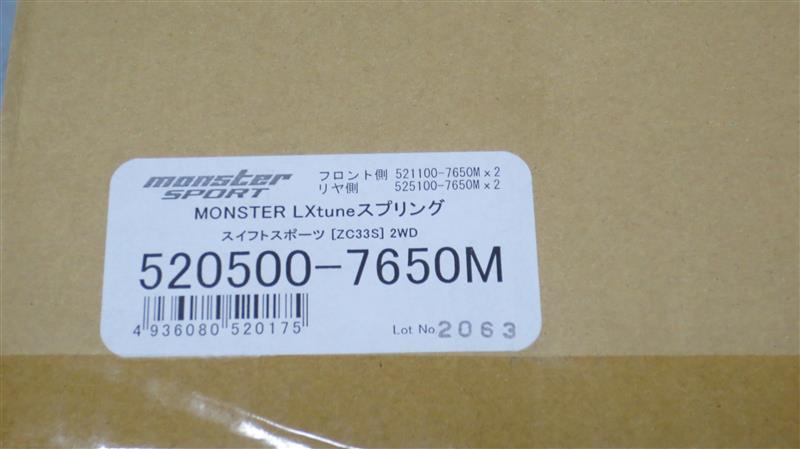 monster
SPORT
フロント側 521100-7650M×2
リヤ側 525100-7650M×2
MONSTER LXtuneスプリング
スイフトスポーツ [ZC33S] 2WD
520500-7650M
4 936080 520175
Lot No. 2063